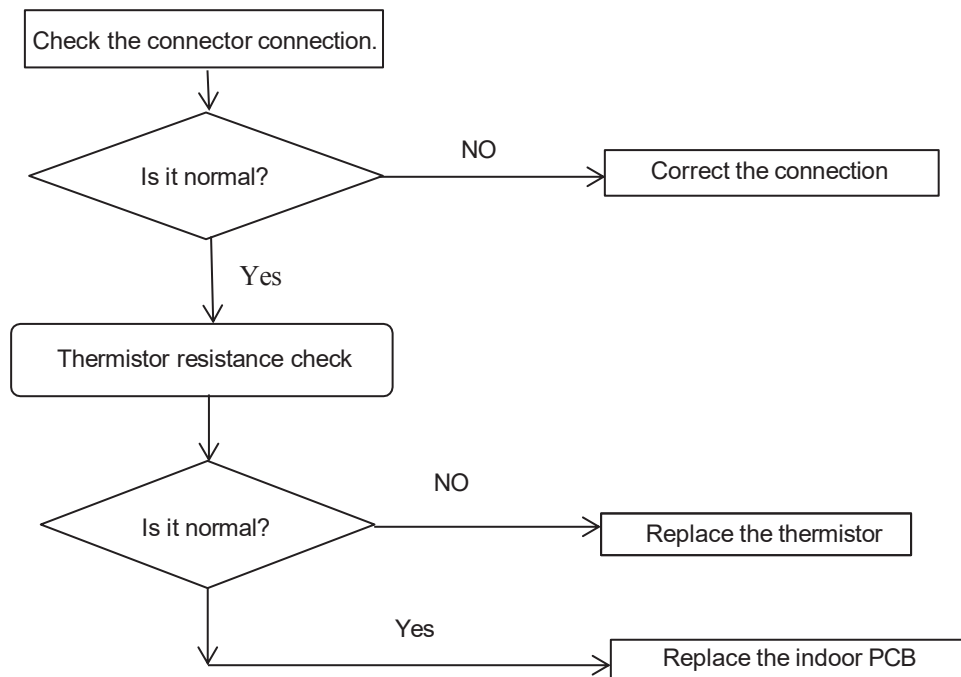 Check the connector connection.
Is it normal?
NO
Correct the connection
Yes
Thermistor resistance check
Is it normal?
NO
Replace the thermistor
Yes
Replace the indoor PCB